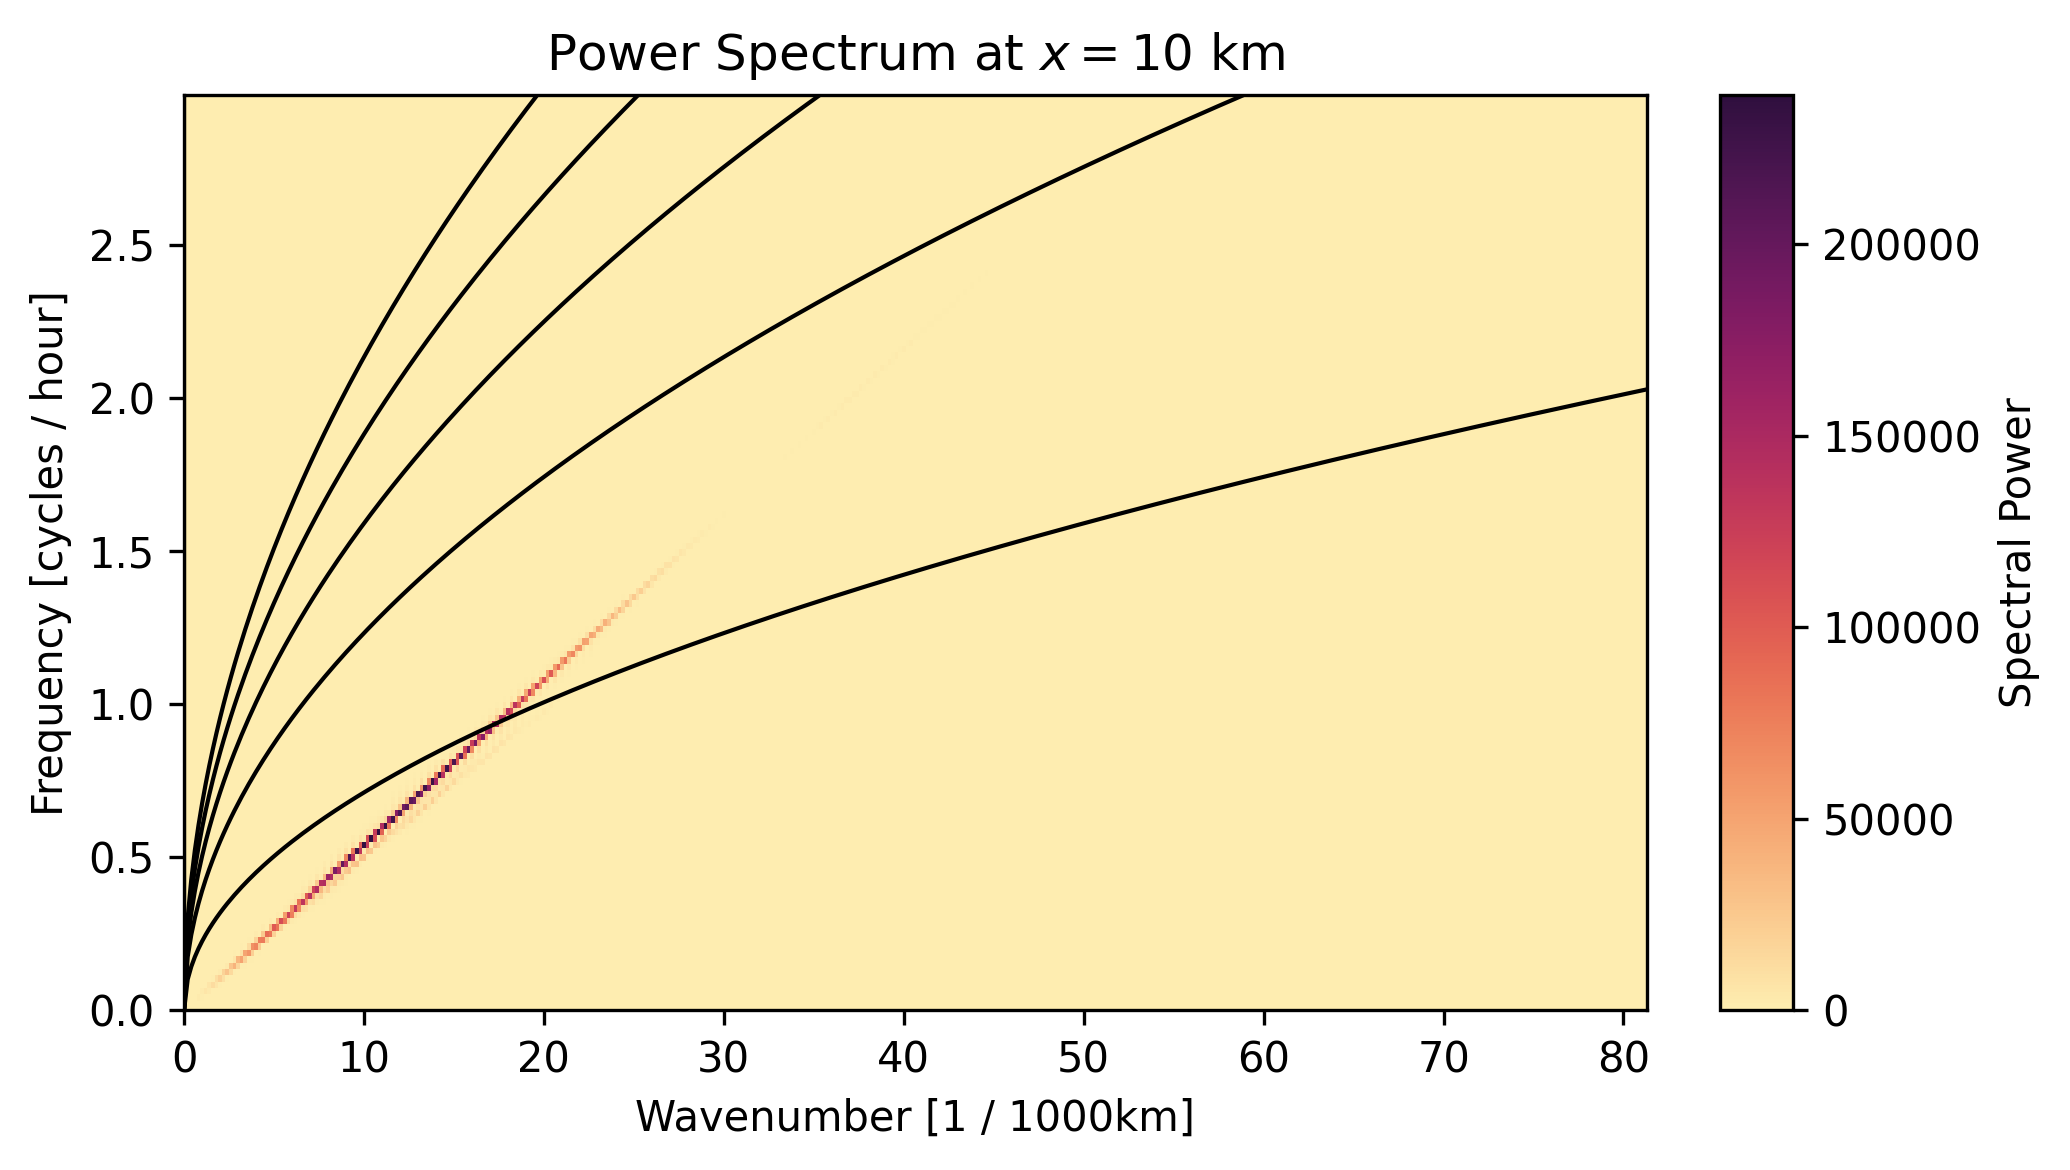 Power Spectrum at x = 10 km
Frequency [cycles / hour]
2.5
2.0
1.5
1.0
0.5
0.0
0 10 20 30 40 50 60 70 80
Wavenumber [1 / 1000km]
200000
150000
100000
50000
0
Spectral Power